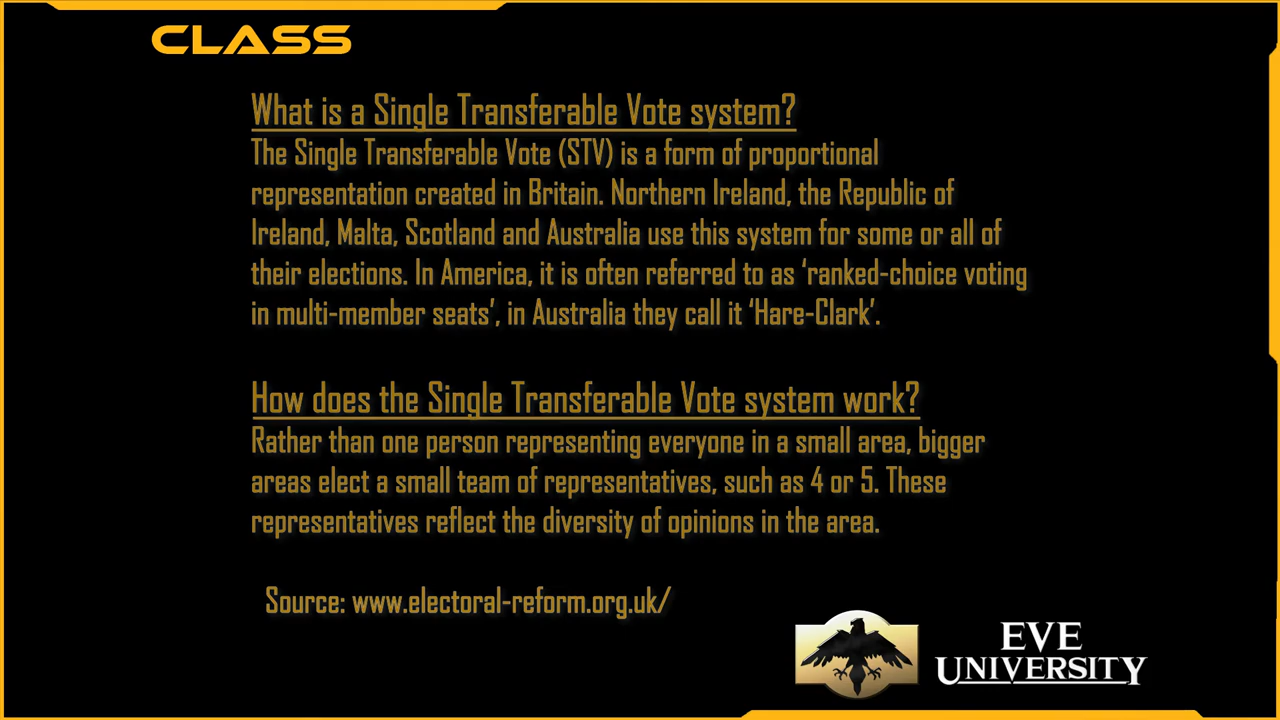 CLASS
What is a Single Transferable Vote system?
The Single Transferable Vote (STV) is a form of proportional
representation created in Britain. Northern Ireland, the Republic of
Ireland, Malta, Scotland and Australia use this system for some or all of
their elections. In America, it is often referred to as ‘ranked-choice voting
in multi-member seats’, in Australia they call it ‘Hare-Clark’.
How does the Single Transferable Vote system work?
Rather than one person representing everyone in a small area, bigger
areas elect a small team of representatives, such as 4 or 5. These
representatives reflect the diversity of opinions in the area.
Source: www.electoral-reform.org.uk/
EVE
UNIVERSITY